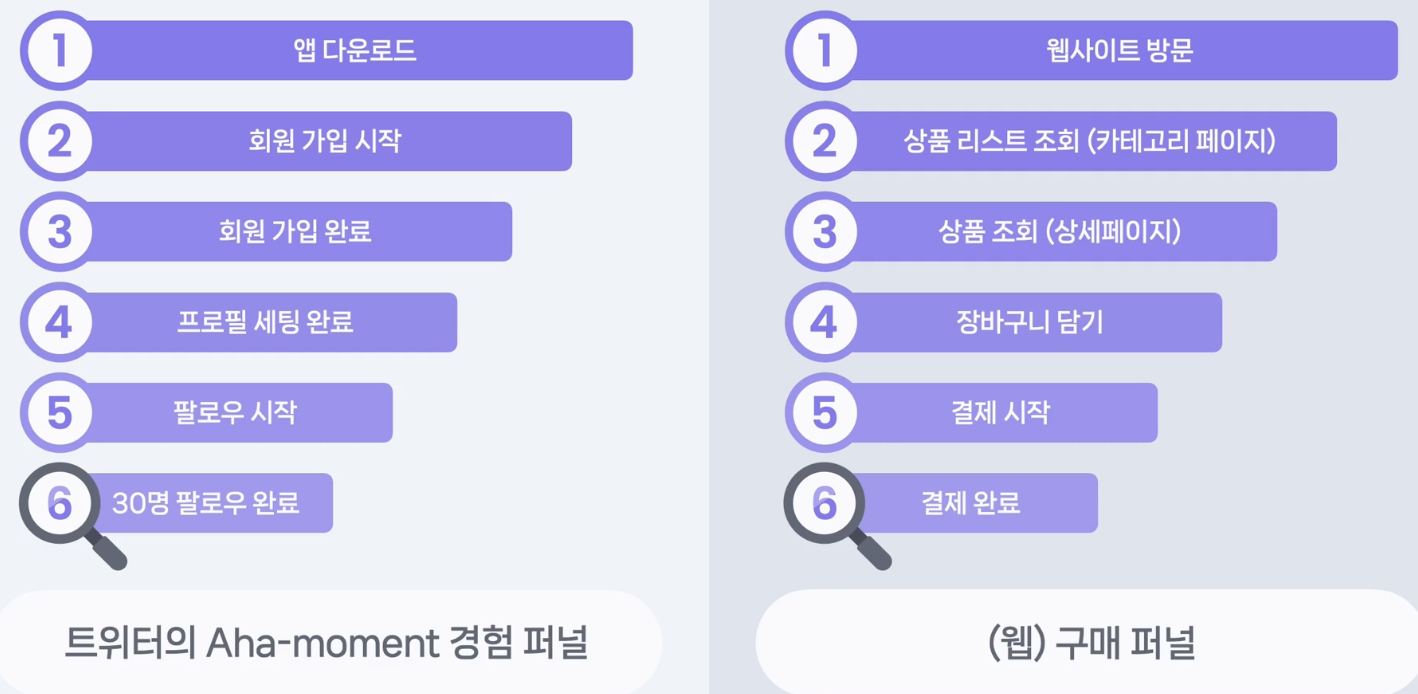 1
앱 다운로드
2
회원 가입 시작
3
회원 가입 완료
4
프로필 세팅 완료
5
팔로우 시작
6
30명 팔로우 완료
트위터의 Aha-moment 경험 퍼널
1
웹사이트 방문
2
상품 리스트 조회 (카테고리 페이지)
3
상품 조회 (상세페이지)
4
장바구니 담기
5
결제 시작
6
결제 완료
(웹) 구매 퍼널